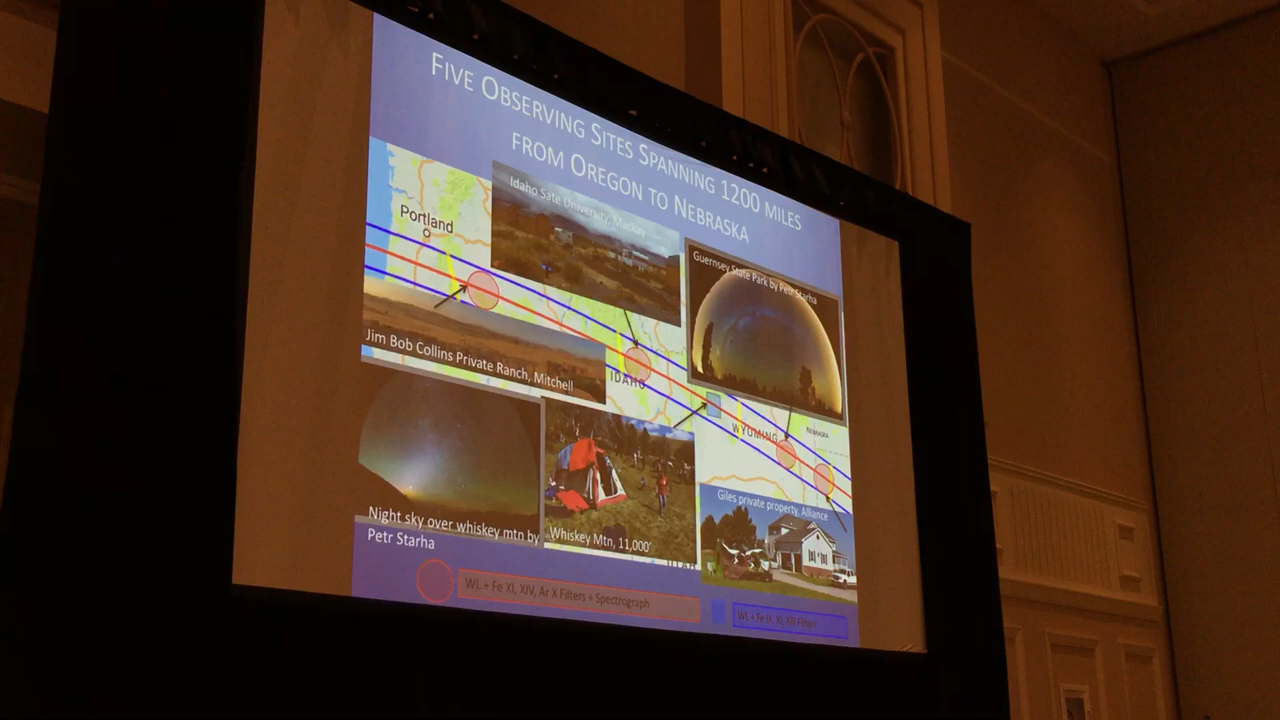 FIVE OBSERVING SITES SPANNING 1200 MILES
FROM OREGON TO NEBRASKA
Portland
Idaho Sate University, Mackay
Guernsey State Park by Petr Starha
Jim Bob Collins Private Ranch, Mitchell
IDAHO
WYOMING
NEBRASKA
Night sky over whiskey mtn by
Petr Starha
Whiskey Mtn, 11,000'
UTAH
Giles private property, Alliance
WL + Fe XI, XIV, Ar X Filters + Spectrograph
WL + Fe IX, XI, XIII Filters